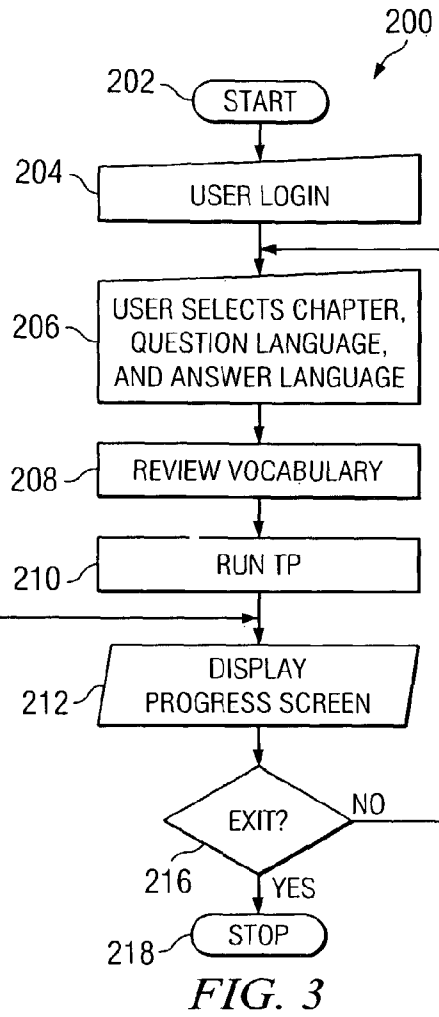 200
202
START
204
USER LOGIN
206
USER SELECTS CHAPTER,
QUESTION LANGUAGE,
AND ANSWER LANGUAGE
208
REVIEW VOCABULARY
210
RUN TP
212
DISPLAY
PROGRESS SCREEN
EXIT?
NO
216
YES
218
STOP
FIG. 3